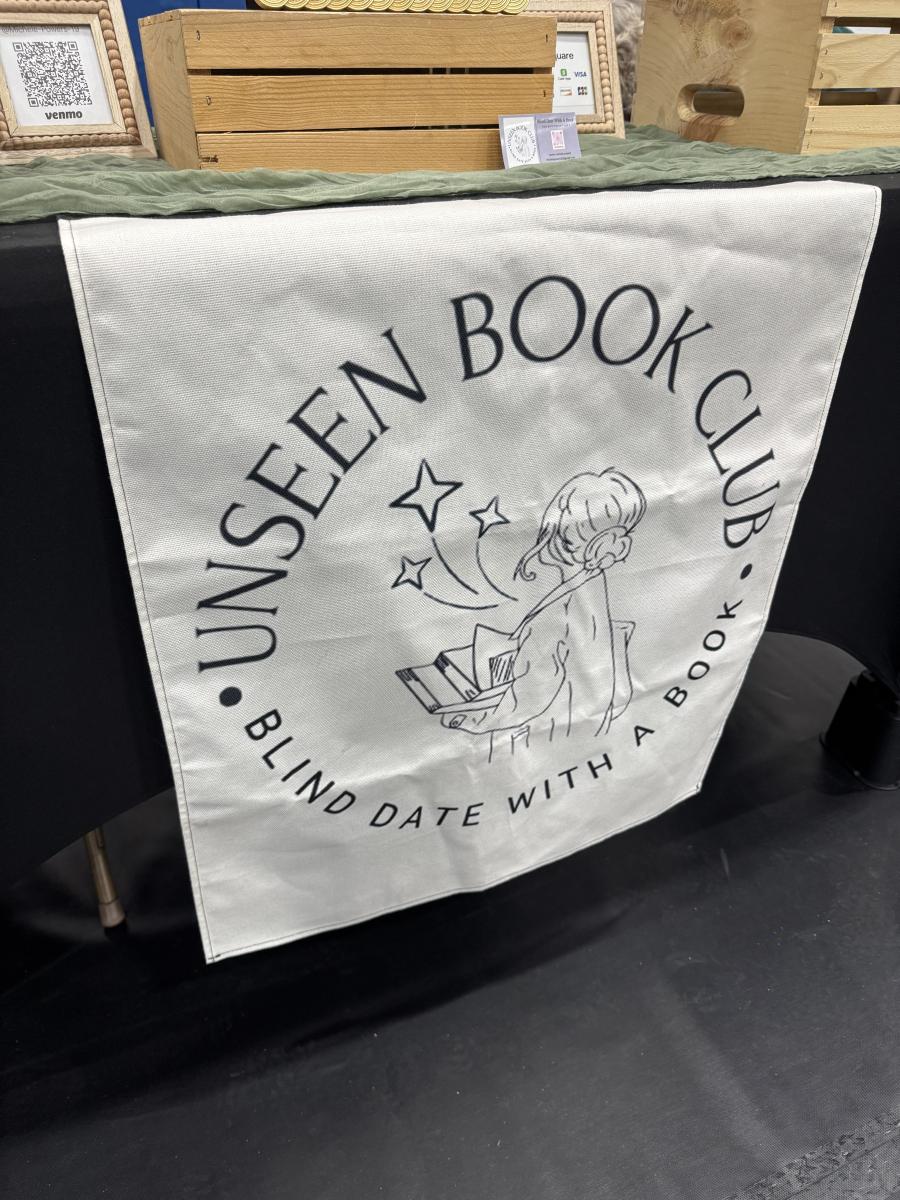 venmo
VISA
UNSEEN BOOK CLUB
BLIND DATE WITH A BOOK